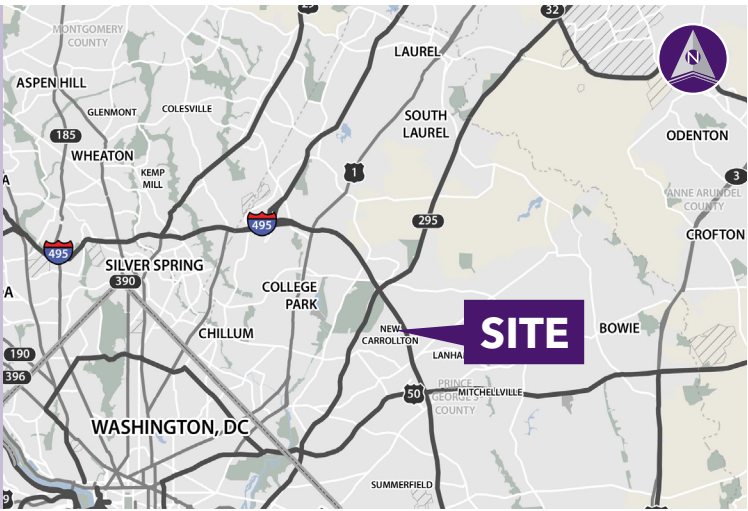 29
32
MONTGOMERY
COUNTY
LAUREL
N
ASPEN HILL
GLENMONT
COLESVILLE
SOUTH
LAUREL
185
WHEATON
ODENTON
KEMP
MILL
1
3
A
ANNE ARUNDEL
COUNTY
295
495
CROFTON
495
SILVER SPRING
390
COLLEGE
PARK
A
SITE
CHILLUM
NEW
CARROLLTON
BOWIE
190
396
50
PRINCE
GEORGE'S
COUNTY
MITCHELLVILLE
WASHINGTON, DC
SUMMERFIELD
9